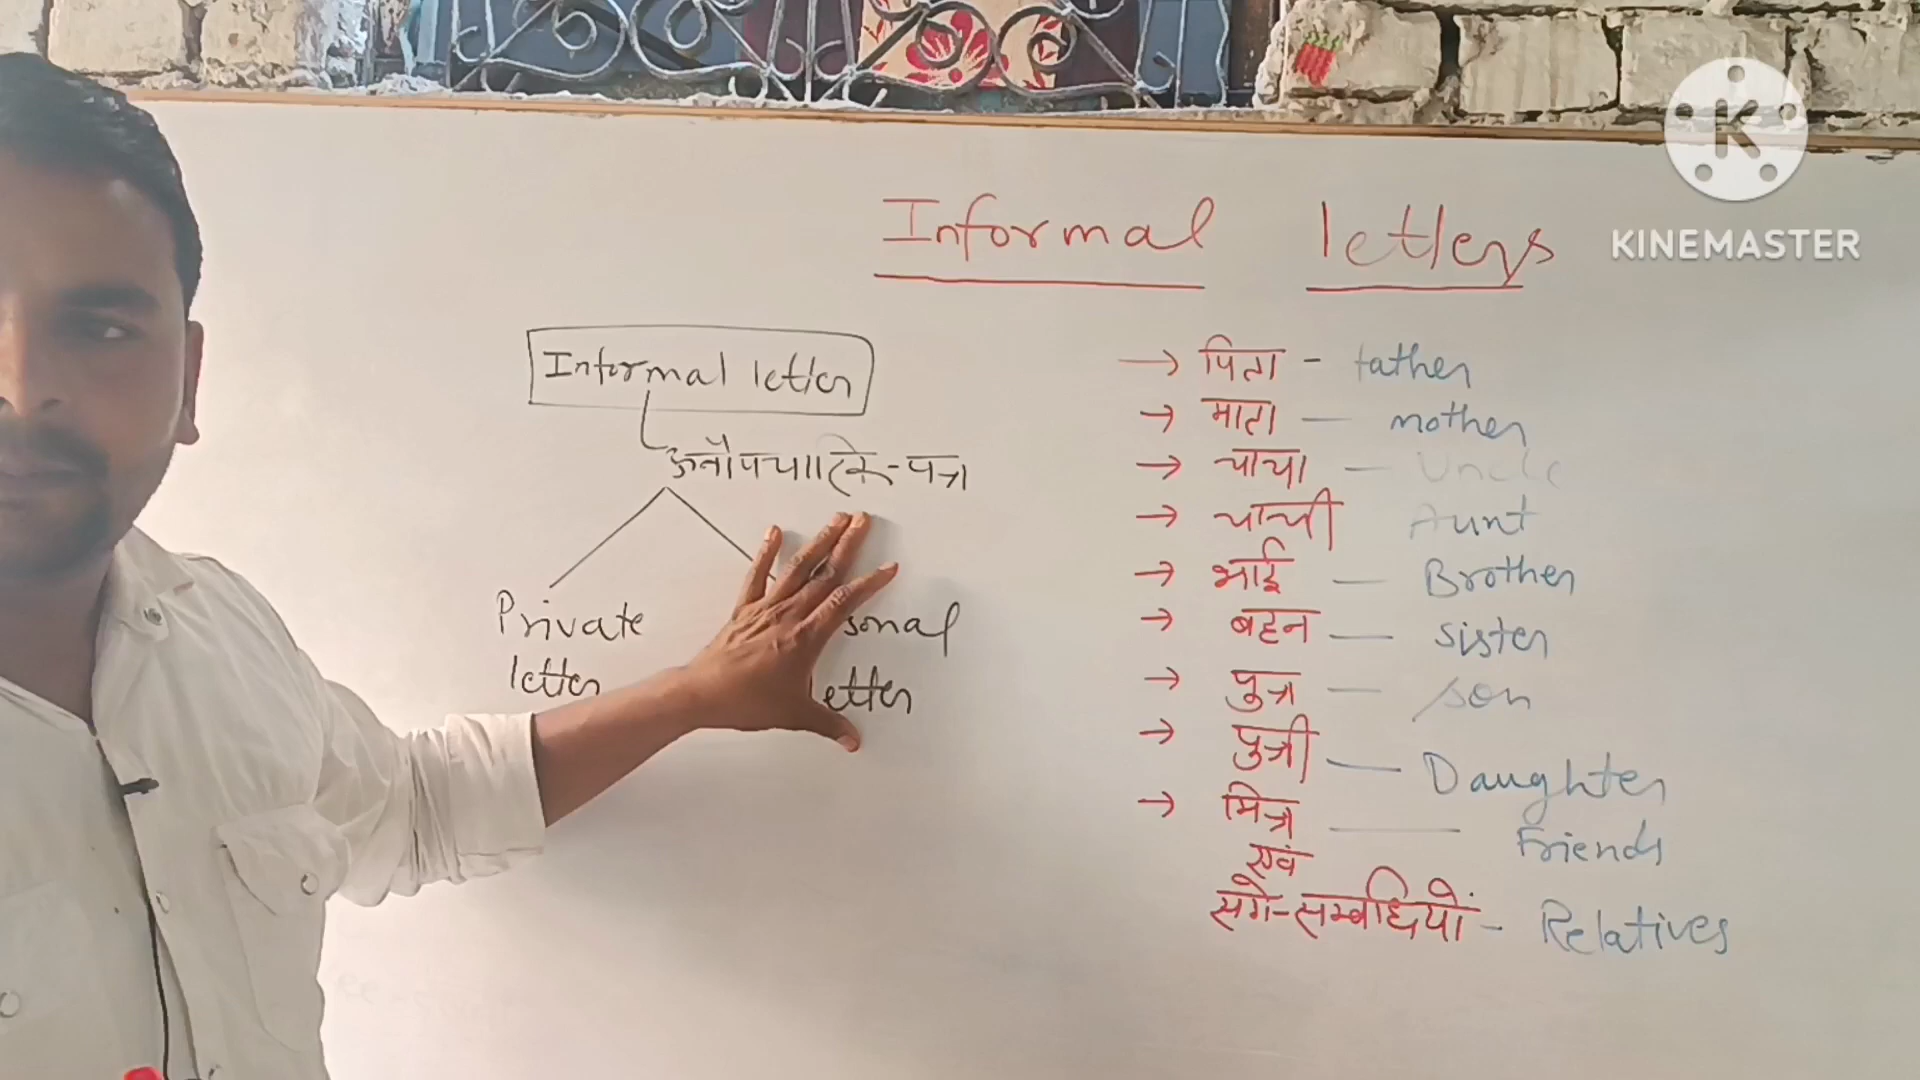 Informal letters
KINEMASTER
Informal letter
अनौपचारिक-पत्र
Private
letter
sonal
letter
→ पिता - father
→ माता — mother
→ चाचा — Uncle
→ चाची Aunt
→ भाई — Brother
→ बहन — sister
→ पुत्र — son
→ पुत्री — Daughter
→ मित्र — Friends
एवं
सगे-सम्बंधियों - Relatives